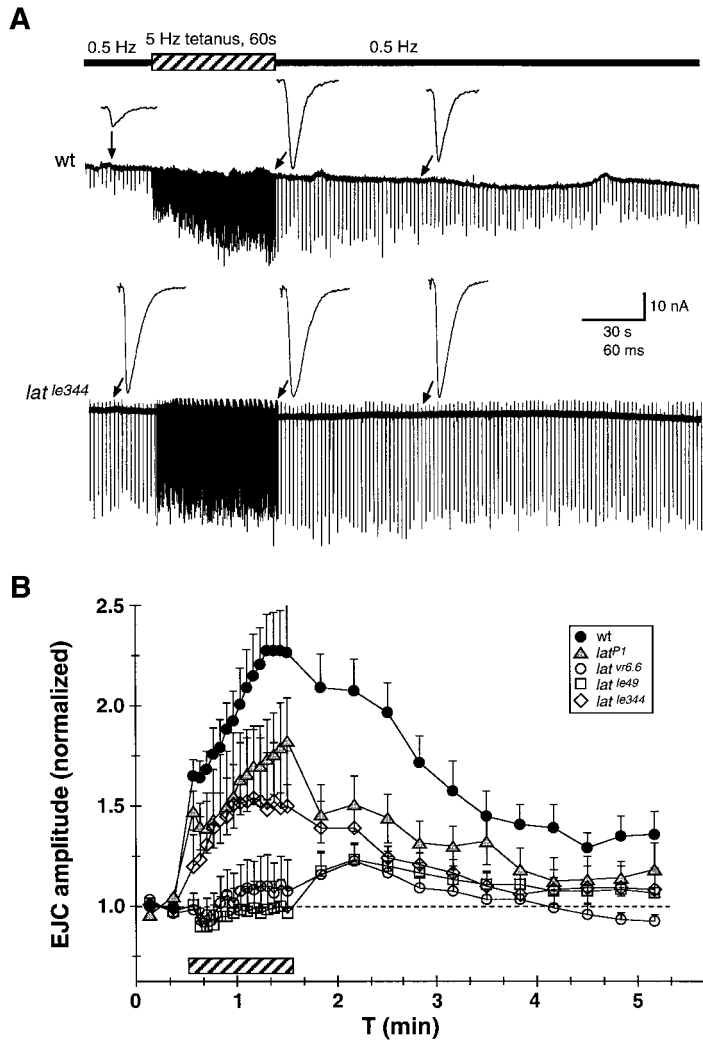 A
0.5 Hz
5 Hz tetanus, 60s
0.5 Hz
wt
10 nA
30 s
60 ms
lat le344
B
EJC amplitude (normalized)
2.5
2.0
1.5
1.0
wt
lat P1
lat vr6.6
lat le49
lat le344
0
1
2
3
4
5
T (min)